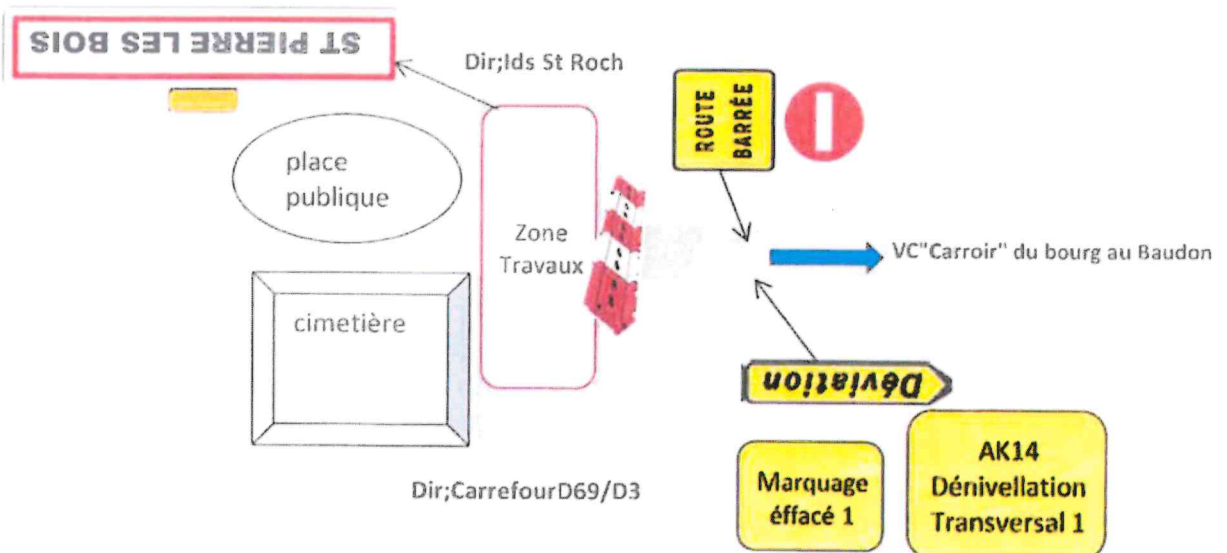 ST PIERRE LES BOIS
Dir;Ids St Roch
ROUTE
BARRÉE
place
publique
Zone
Travaux
VC"Carroir" du bourg au Baudon
cimetière
Déviation
Dir;CarrefourD69/D3
Marquage
éffacé 1
AK14
Dénivellation
Transversal 1